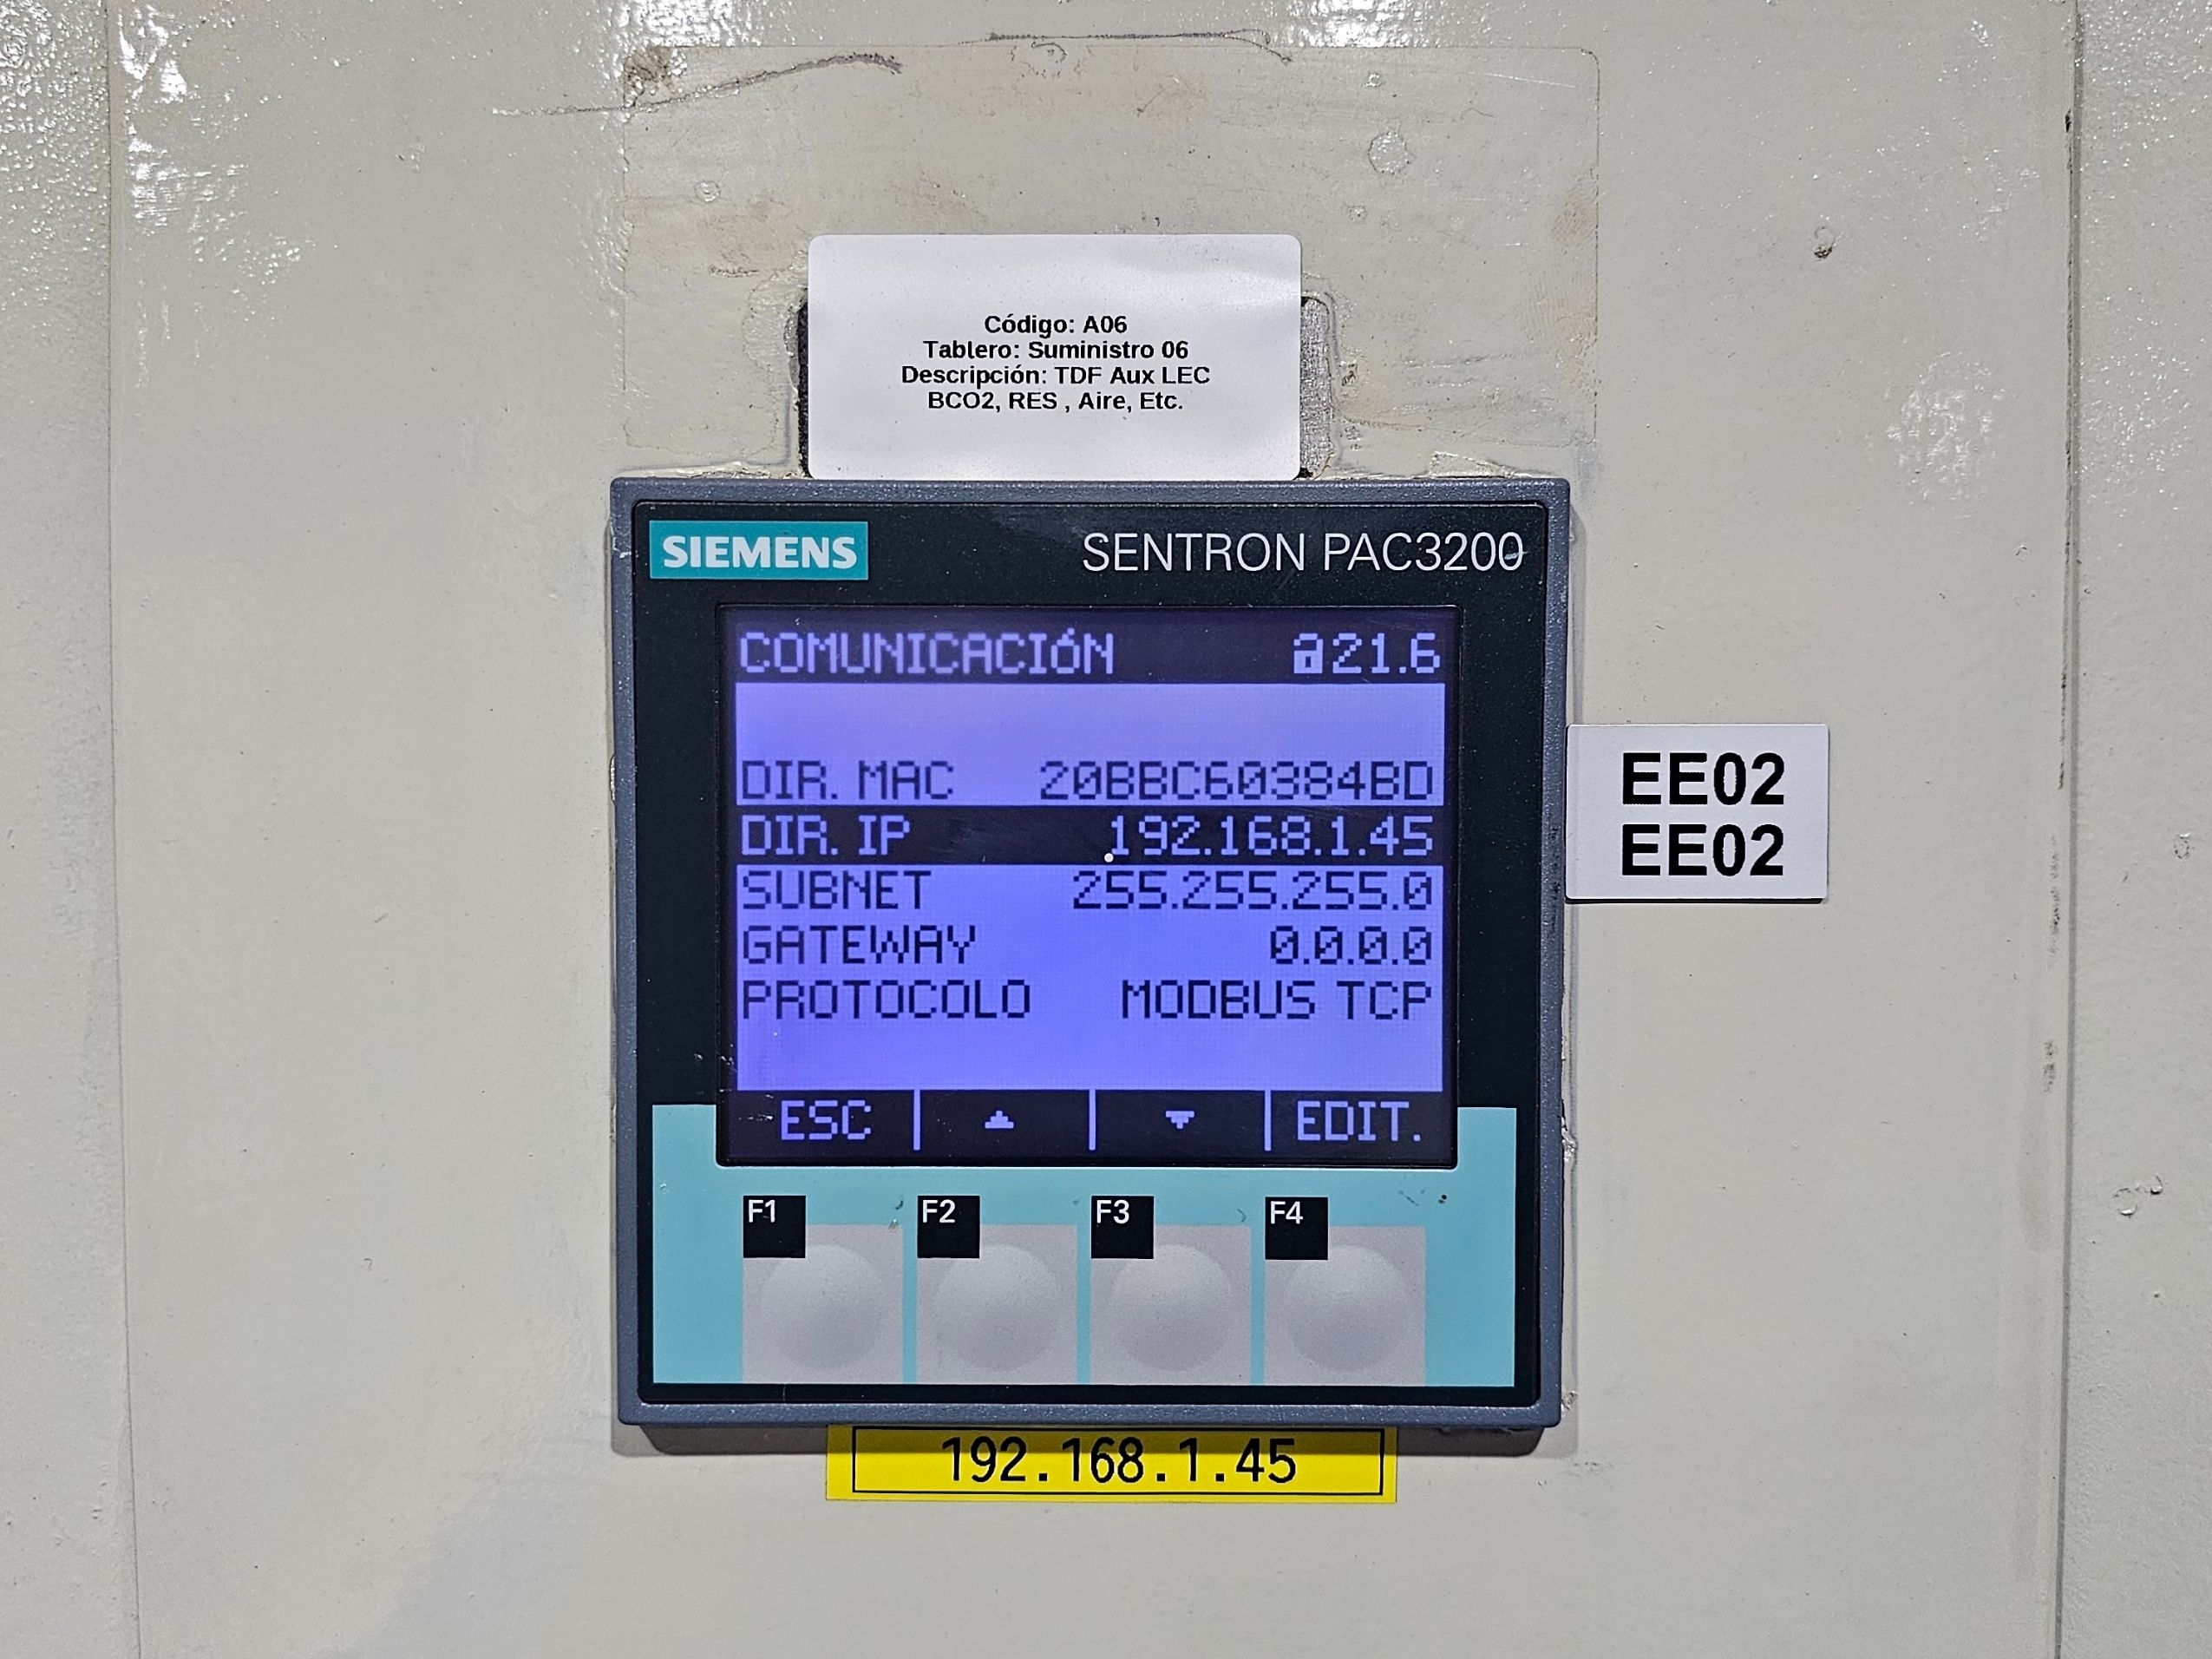 Código: A06
Tablero: Suministro 06
Descripción: TDF Aux LEC
BCO2, RES , Aire, Etc.
SIEMENS SENTRON PAC3200
COMUNICACIÓN 21.6
DIR. MAC 20BBC60384BD
DIR. IP 192.168.1.45
SUBNET 255.255.255.0
GATEWAY 0.0.0.0
PROTOCOLO MODBUS TCP
ESC EDIT.
F1 F2 F3 F4
EE02
EE02
192.168.1.45